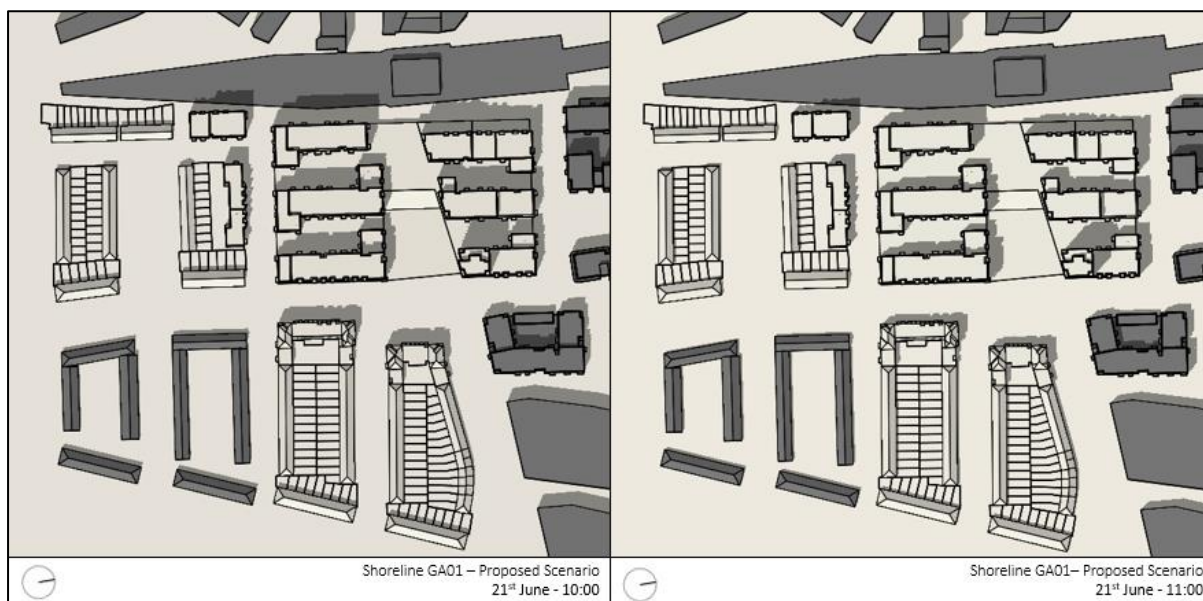 Shoreline GA01 – Proposed Scenario
21st June - 10:00
Shoreline GA01– Proposed Scenario
21st June - 11:00